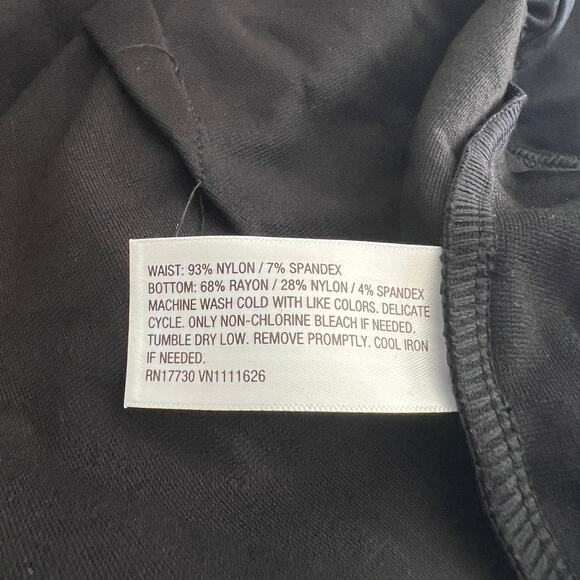 WAIST: 93% NYLON / 7% SPANDEX
BOTTOM: 68% RAYON / 28% NYLON / 4% SPANDEX
MACHINE WASH COLD WITH LIKE COLORS. DELICATE
CYCLE. ONLY NON-CHLORINE BLEACH IF NEEDED.
TUMBLE DRY LOW. REMOVE PROMPTLY. COOL IRON
IF NEEDED.
RN17730 VN1111626